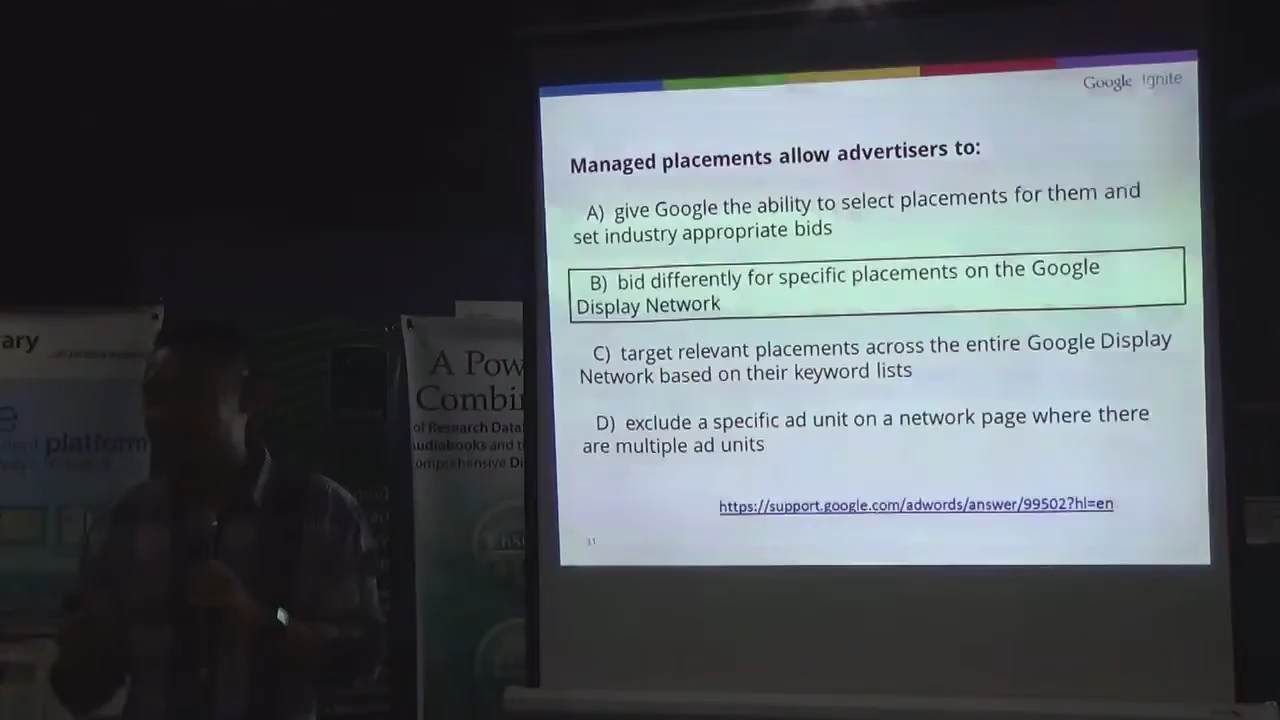 Google Ignite
Managed placements allow advertisers to:
A) give Google the ability to select placements for them and
set industry appropriate bids
B) bid differently for specific placements on the Google
Display Network
C) target relevant placements across the entire Google Display
Network based on their keyword lists
D) exclude a specific ad unit on a network page where there
are multiple ad units
https://support.google.com/adwords/answer/99502?hl=en
31
ary
e
platform
A Pow
Combi
of Research Data
audiobooks and t
omprehensive Di